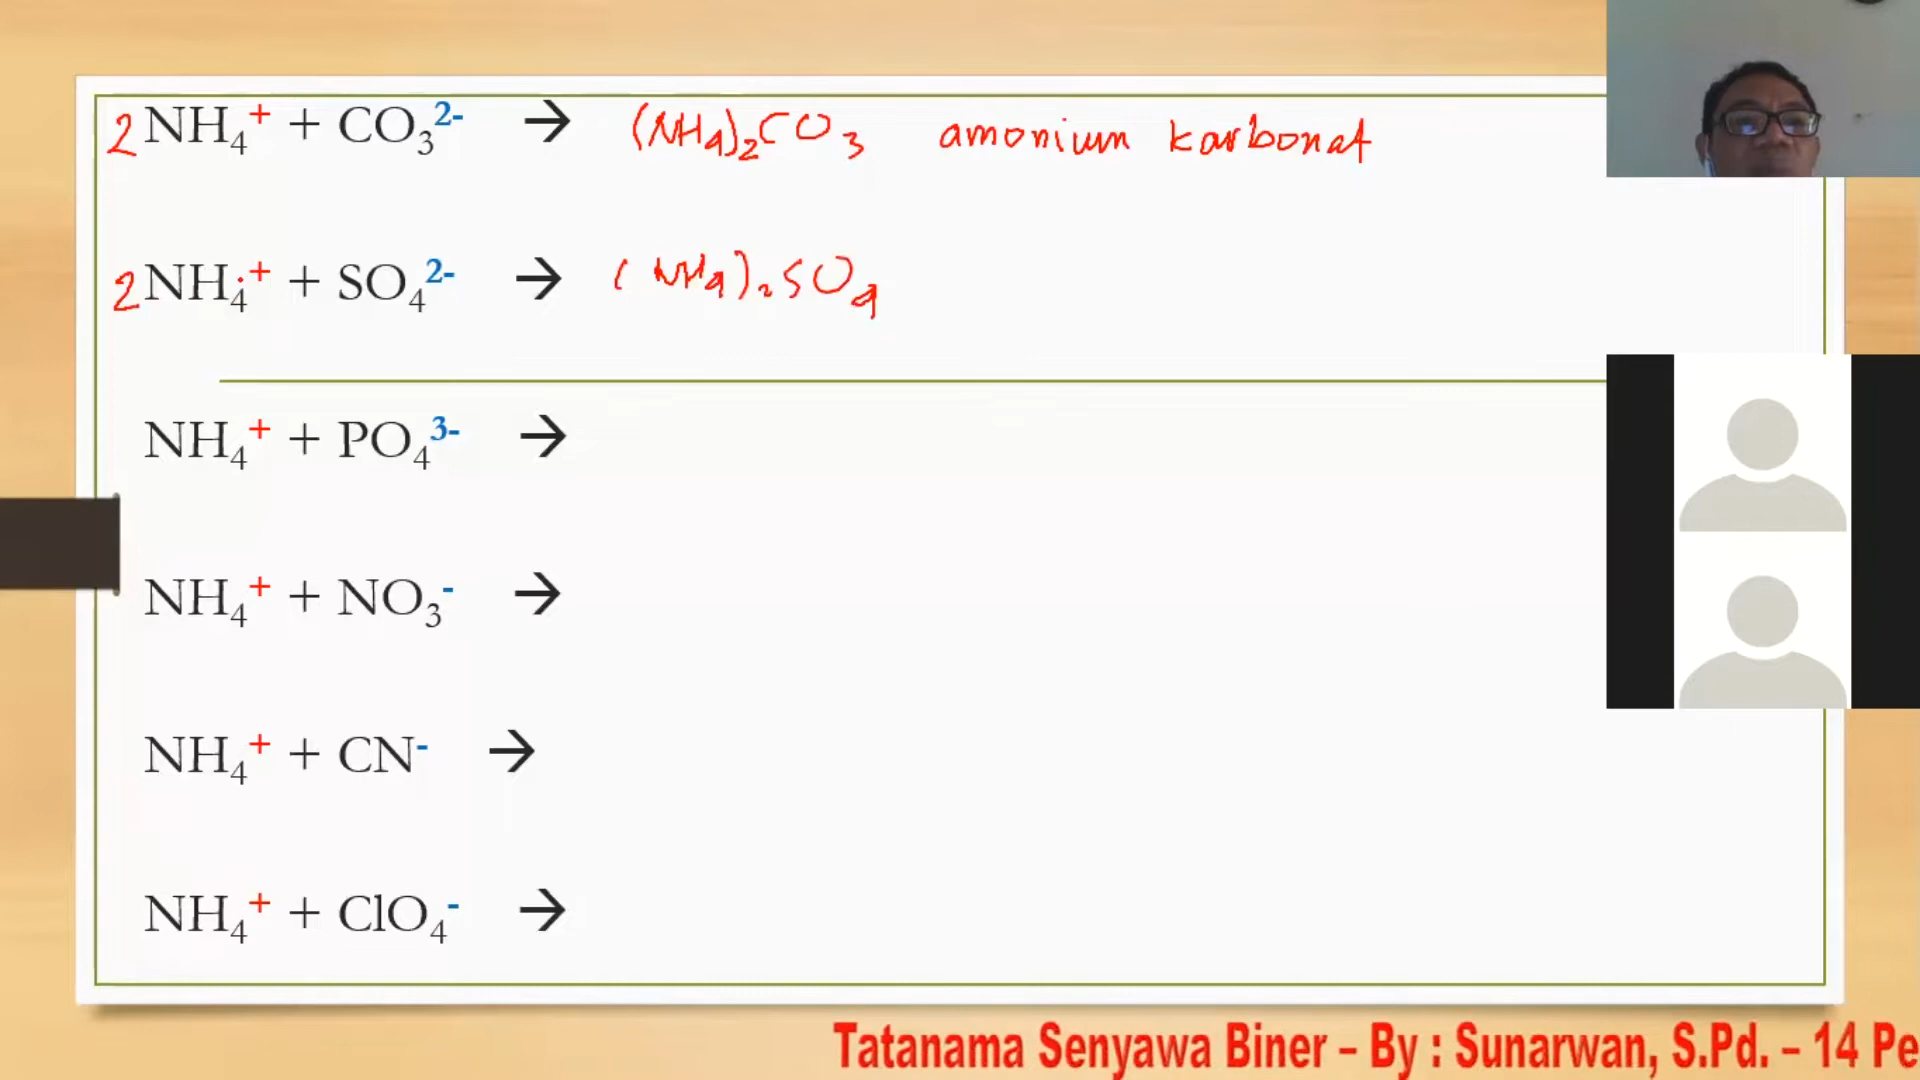 2NH₄⁺ + CO₃²⁻ → (NH₄)₂CO₃ amonium karbonat
2NH₄⁺ + SO₄²⁻ → (NH₄)₂SO₄
NH₄⁺ + PO₄³⁻ →
NH₄⁺ + NO₃⁻ →
NH₄⁺ + CN⁻ →
NH₄⁺ + ClO₄⁻ →
Tatanama Senyawa Biner – By : Sunarwan, S.Pd. – 14 Pe